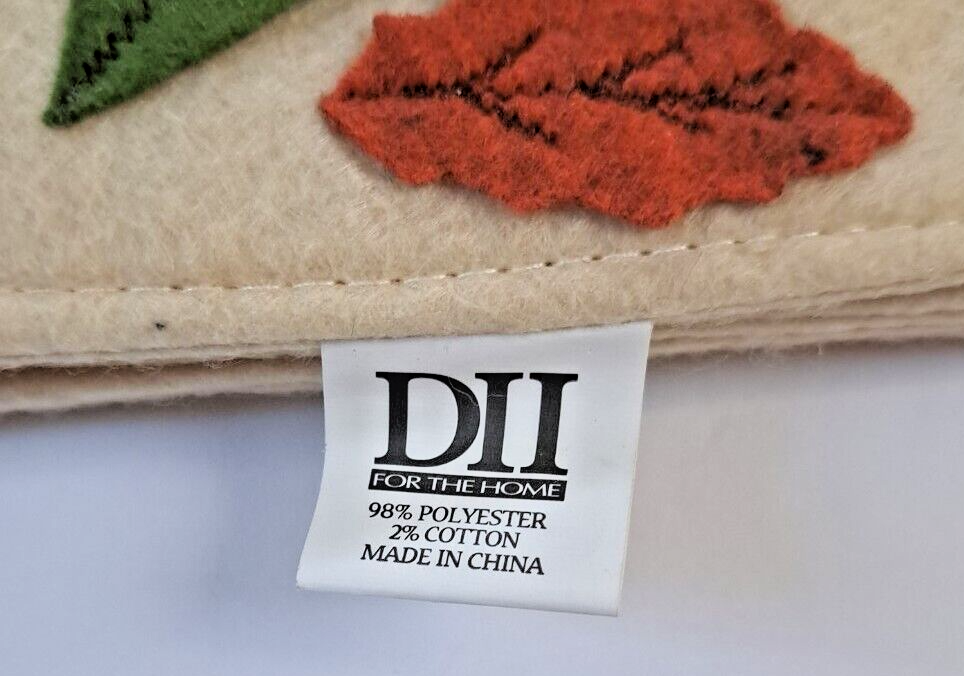 DII
FOR THE HOME
98% POLYESTER
2% COTTON
MADE IN CHINA